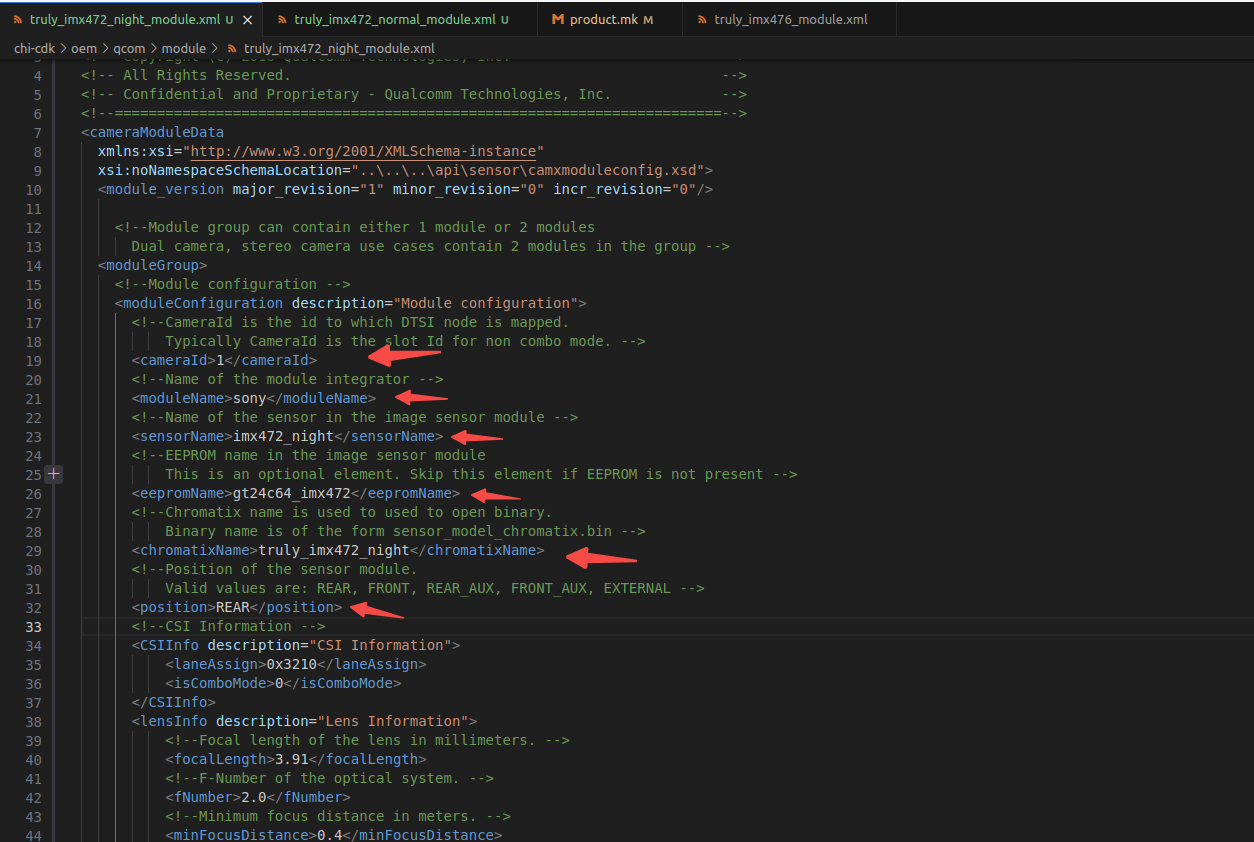 truly_imx472_night_module.xml U
truly_imx472_normal_module.xml U
product.mk M
truly_imx476_module.xml
chi-cdk > oem > qcom > module > truly_imx472_night_module.xml
4 <!-- All Rights Reserved. -->
5 <!-- Confidential and Proprietary - Qualcomm Technologies, Inc. -->
6 <!--========================================================================-->
7 <cameraModuleData
8 xmlns:xsi="http://www.w3.org/2001/XMLSchema-instance"
9 xsi:noNamespaceSchemaLocation="..\..\..\api\sensor\camxmoduleconfig.xsd">
10 <module_version major_revision="1" minor_revision="0" incr_revision="0"/>
11
12 <!--Module group can contain either 1 module or 2 modules
13 Dual camera, stereo camera use cases contain 2 modules in the group -->
14 <moduleGroup>
15 <!--Module configuration -->
16 <moduleConfiguration description="Module configuration">
17 <!--CameraId is the id to which DTSI node is mapped.
18 Typically CameraId is the slot Id for non combo mode. -->
19 <cameraId>1</cameraId>
20 <!--Name of the module integrator -->
21 <moduleName>sony</moduleName>
22 <!--Name of the sensor in the image sensor module -->
23 <sensorName>imx472_night</sensorName>
24 <!--EEPROM name in the image sensor module
25 This is an optional element. Skip this element if EEPROM is not present -->
26 <eepromName>gt24c64_imx472</eepromName>
27 <!--Chromatix name is used to used to open binary.
28 Binary name is of the form sensor_model_chromatix.bin -->
29 <chromatixName>truly_imx472_night</chromatixName>
30 <!--Position of the sensor module.
31 Valid values are: REAR, FRONT, REAR_AUX, FRONT_AUX, EXTERNAL -->
32 <position>REAR</position>
33 <!--CSI Information -->
34 <CSIInfo description="CSI Information">
35 <laneAssign>0x3210</laneAssign>
36 <isComboMode>0</isComboMode>
37 </CSIInfo>
38 <lensInfo description="Lens Information">
39 <!--Focal length of the lens in millimeters. -->
40 <focalLength>3.91</focalLength>
41 <!--F-Number of the optical system. -->
42 <fNumber>2.0</fNumber>
43 <!--Minimum focus distance in meters. -->
44 <minFocusDistance>0.4</minFocusDistance>